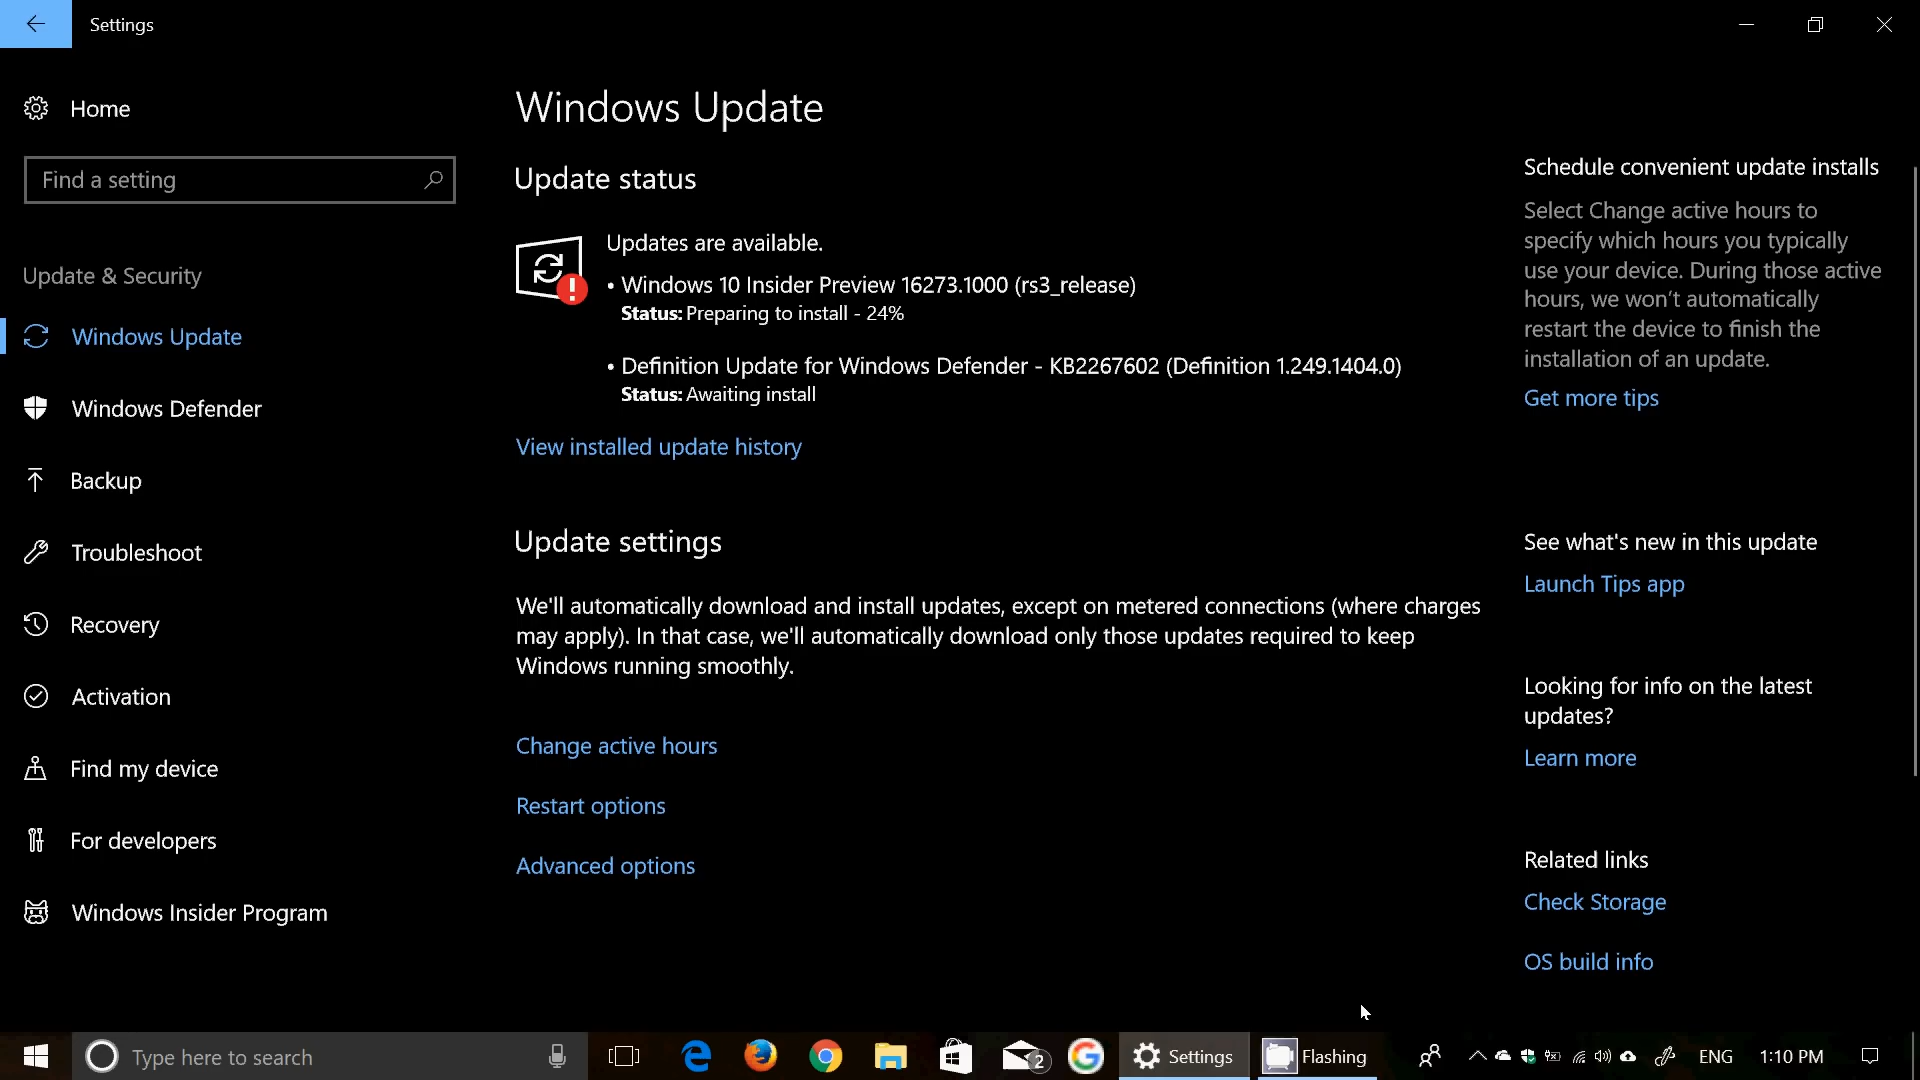 Settings
Home
Find a setting
Update & Security
Windows Update
Windows Defender
Backup
Troubleshoot
Recovery
Activation
Find my device
For developers
Windows Insider Program
Windows Update
Update status
Updates are available.
• Windows 10 Insider Preview 16273.1000 (rs3_release)
Status: Preparing to install - 24%
• Definition Update for Windows Defender - KB2267602 (Definition 1.249.1404.0)
Status: Awaiting install
View installed update history
Update settings
We'll automatically download and install updates, except on metered connections (where charges
may apply). In that case, we'll automatically download only those updates required to keep
Windows running smoothly.
Change active hours
Restart options
Advanced options
Schedule convenient update installs
Select Change active hours to
specify which hours you typically
use your device. During those active
hours, we won't automatically
restart the device to finish the
installation of an update.
Get more tips
See what's new in this update
Launch Tips app
Looking for info on the latest
updates?
Learn more
Related links
Check Storage
OS build info
Type here to search
2
Settings
Flashing
ENG
1:10 PM